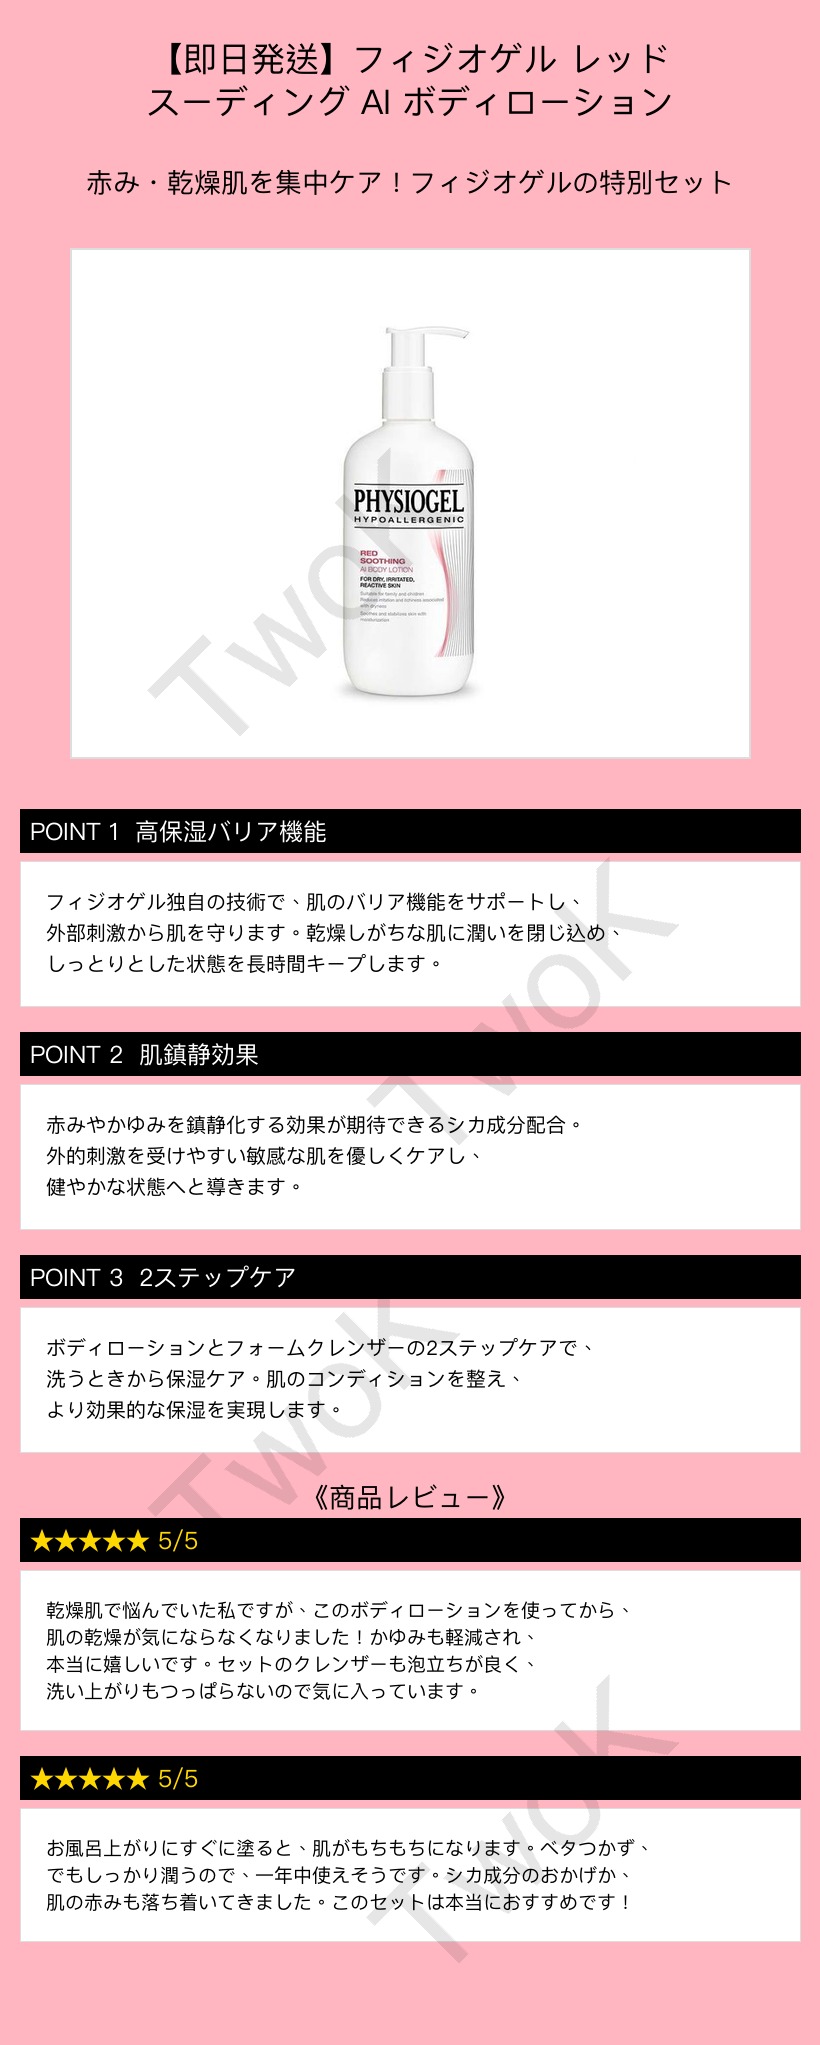 【即日発送】フィジオゲル レッド
スーディング AI ボディローション
赤み・乾燥肌を集中ケア！フィジオゲルの特別セット
PHYSIOGEL
HYPOALLERGENIC
RED
SOOTHING
AI BODY LOTION
FOR DRY, IRRITATED,
REACTIVE SKIN
Suitable for family and children
Reduces irritation and itchiness associated
with dryness
Soothes and stabilizes skin with
moisturization
TwoK
POINT 1 高保湿バリア機能
フィジオゲル独自の技術で、肌のバリア機能をサポートし、
外部刺激から肌を守ります。乾燥しがちな肌に潤いを閉じ込め、
しっとりとした状態を長時間キープします。
TwoK
POINT 2 肌鎮静効果
赤みやかゆみを鎮静化する効果が期待できるシカ成分配合。
外的刺激を受けやすい敏感な肌を優しくケアし、
健やかな状態へと導きます。
POINT 3 2ステップケア
ボディローションとフォームクレンザーの2ステップケアで、
洗うときから保湿ケア。肌のコンディションを整え、
より効果的な保湿を実現します。
TwoK
《商品レビュー》
★★★★★ 5/5
乾燥肌で悩んでいた私ですが、このボディローションを使ってから、
肌の乾燥が気にならなくなりました！かゆみも軽減され、
本当に嬉しいです。セットのクレンザーも泡立ちが良く、
洗い上がりもつっぱらないので気に入っています。
★★★★★ 5/5
お風呂上がりにすぐに塗ると、肌がもちもちになります。ベタつかず、
でもしっかり潤うので、一年中使えそうです。シカ成分のおかげか、
肌の赤みも落ち着いてきました。このセットは本当におすすめです！
TwoK